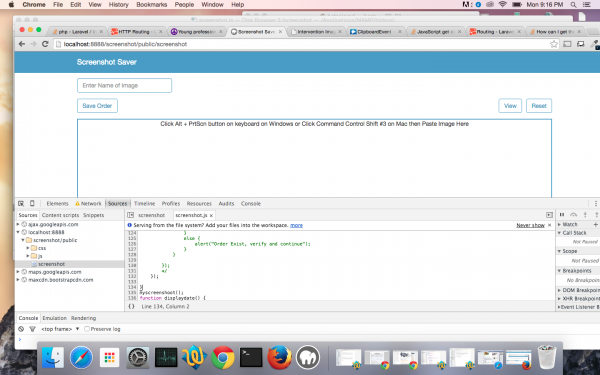 Chrome File Edit View History Bookmarks People Window Help
Mon 9:16 PM
php - Laravel
HTTP Routing
Young profession
Screenshot Sav
Intervention Ima
ClipboardEvent
JavaScript get c
Routing - Larave
How can I get th
localhost:8888/screenshot/public/screenshot
Screenshot Saver
Enter Name of Image
Save Order
View
Reset
Click Alt + PrtScn button on keyboard on Windows or Click Command Control Shift #3 on Mac then Paste Image Here
Elements Network Sources Timeline Profiles Resources Audits Console
Sources Content scripts Snippets
screenshot screenshot.js ×
ajax.googleapis.com
localhost:8888
screenshot/public
css
js
screenshot
maps.googleapis.com
maxcdn.bootstrapcdn.com
Serving from the file system? Add your files into the workspace. more Never show ×
124 }
125 else {
126 alert("Order Exist, verify and continue");
127 }
128 }
129
130 });
131 */
132 });
133
134 }
135
136 function displaydate() {
{} Line 134, Column 2
Watch
Call Stack
Not Paused
Scope
Not Paused
Breakpoints
No Breakpoin
DOM Breakpoin
XHR Breakpoin
Event Listener B
Console Search Emulation Rendering
<top frame> Preserve log